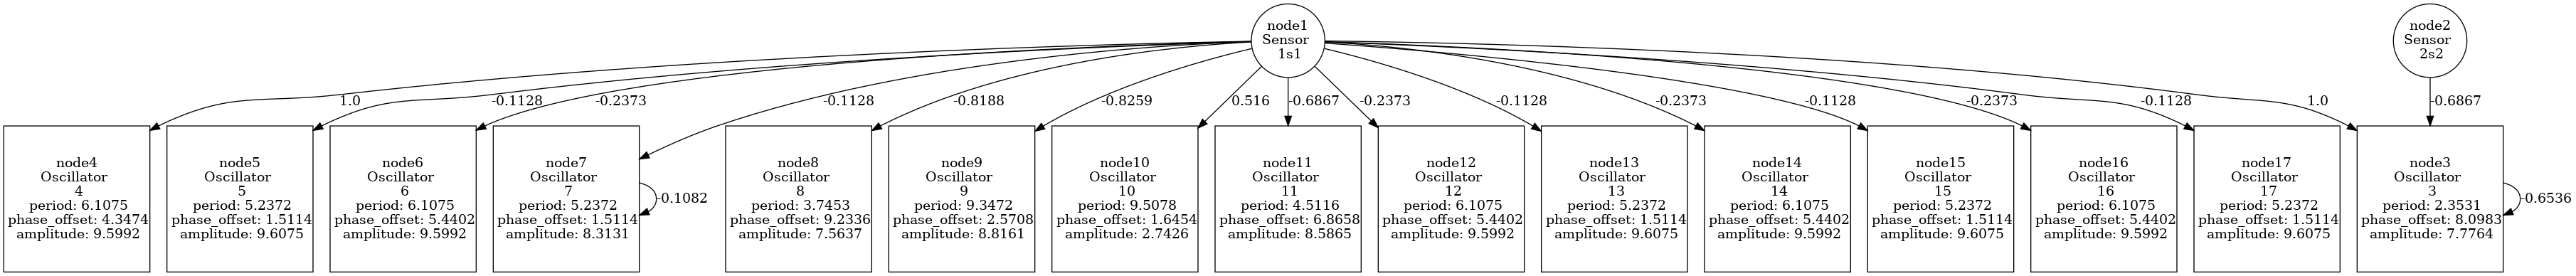 node1
Sensor
1s1
node2
Sensor
2s2
1.0
-0.1128
-0.2373
-0.1128
-0.8188
-0.8259
0.516
-0.6867
-0.2373
-0.1128
-0.2373
-0.1128
-0.2373
-0.1128
1.0
-0.6867
node4
Oscillator
4
period: 6.1075
phase_offset: 4.3474
amplitude: 9.5992
node5
Oscillator
5
period: 5.2372
phase_offset: 1.5114
amplitude: 9.6075
node6
Oscillator
6
period: 6.1075
phase_offset: 5.4402
amplitude: 9.5992
node7
Oscillator
7
period: 5.2372
phase_offset: 1.5114
amplitude: 8.3131
-0.1082
node8
Oscillator
8
period: 3.7453
phase_offset: 9.2336
amplitude: 7.5637
node9
Oscillator
9
period: 9.3472
phase_offset: 2.5708
amplitude: 8.8161
node10
Oscillator
10
period: 9.5078
phase_offset: 1.6454
amplitude: 2.7426
node11
Oscillator
11
period: 4.5116
phase_offset: 6.8658
amplitude: 8.5865
node12
Oscillator
12
period: 6.1075
phase_offset: 5.4402
amplitude: 9.5992
node13
Oscillator
13
period: 5.2372
phase_offset: 1.5114
amplitude: 9.6075
node14
Oscillator
14
period: 6.1075
phase_offset: 5.4402
amplitude: 9.5992
node15
Oscillator
15
period: 5.2372
phase_offset: 1.5114
amplitude: 9.6075
node16
Oscillator
16
period: 6.1075
phase_offset: 5.4402
amplitude: 9.5992
node17
Oscillator
17
period: 5.2372
phase_offset: 1.5114
amplitude: 9.6075
node3
Oscillator
3
period: 2.3531
phase_offset: 8.0983
amplitude: 7.7764
-0.6536